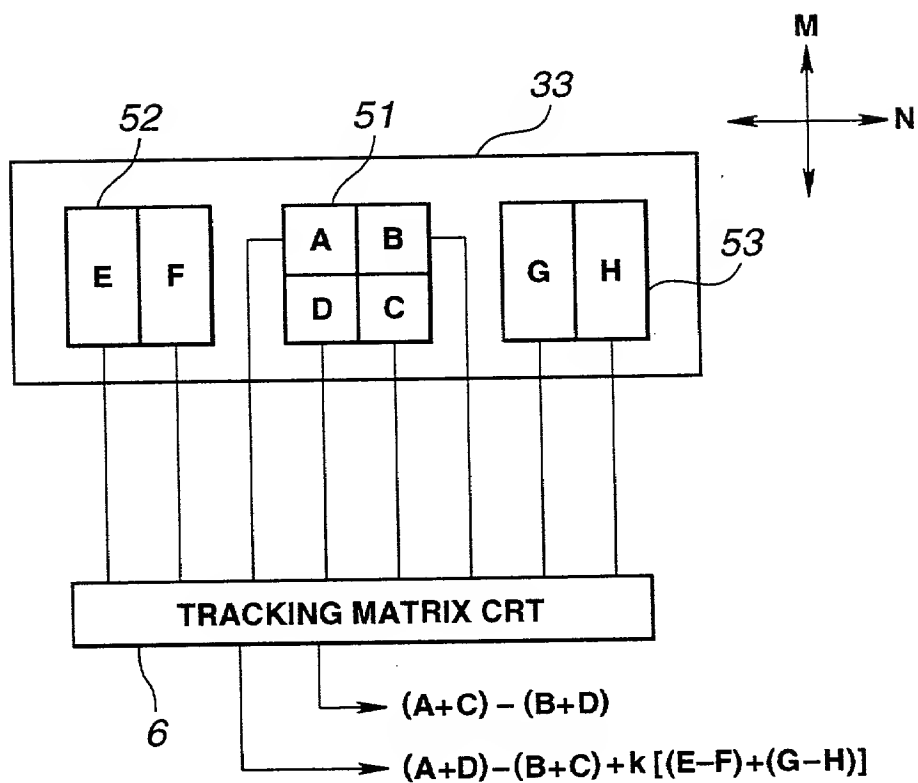 M
N
52
51
33
53
A B
E F
G H
D C
TRACKING MATRIX CRT
6
(A+C)−(B+D)
(A+D)−(B+C)+k[(E−F)+(G−H)]